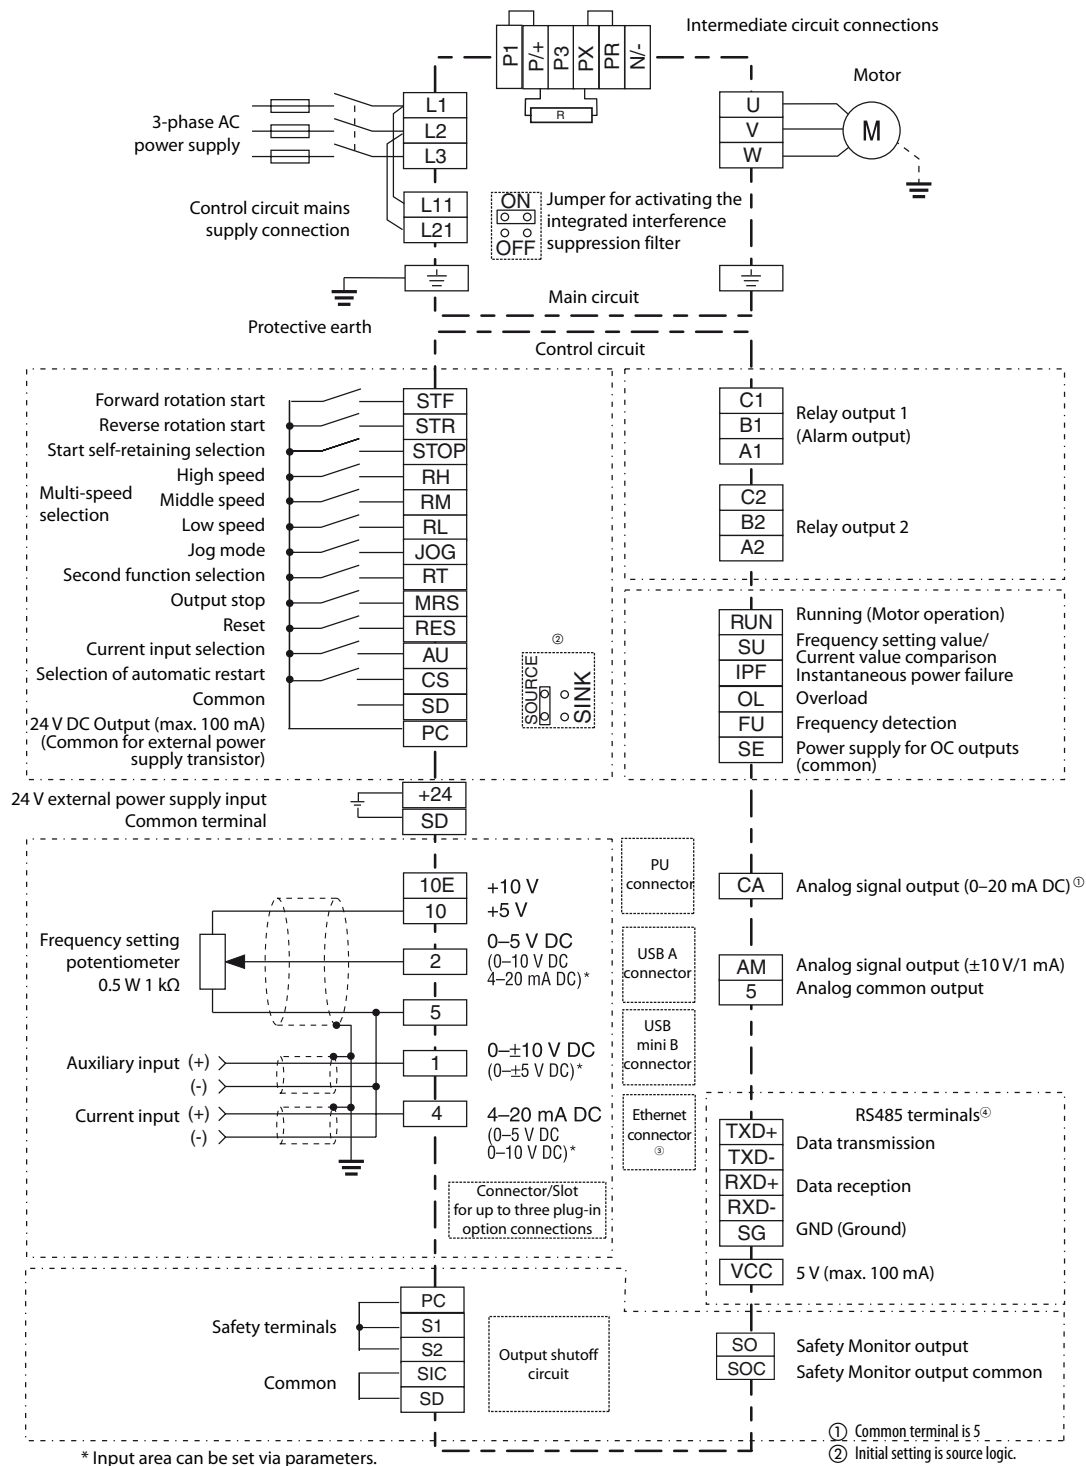 Intermediate circuit connections
P1
P/+
P3
PX
PR
N/-
R
3-phase AC
power supply
L1
L2
L3
Control circuit mains
supply connection
L11
L21
ON
OFF
Jumper for activating the
integrated interference
suppression filter
Motor
U
V
W
M
Protective earth
Main circuit
Control circuit
Forward rotation start
STF
Reverse rotation start
STR
Start self-retaining selection
STOP
Multi-speed
selection
High speed
RH
Middle speed
RM
Low speed
RL
Jog mode
JOG
Second function selection
RT
Output stop
MRS
Reset
RES
Current input selection
AU
Selection of automatic restart
CS
Common
SD
24 V DC Output (max. 100 mA)
(Common for external power
supply transistor)
PC
②
SOURCE
SINK
C1
B1
A1
Relay output 1
(Alarm output)
C2
B2
A2
Relay output 2
RUN
Running (Motor operation)
SU
Frequency setting value/
Current value comparison
IPF
Instantaneous power failure
OL
Overload
FU
Frequency detection
SE
Power supply for OC outputs
(common)
24 V external power supply input
+24
Common terminal
SD
Frequency setting
potentiometer
0.5 W 1 kΩ
10E
+10 V
10
+5 V
2
0–5 V DC
(0–10 V DC
4–20 mA DC)*
5
Auxiliary input (+)
(-)
1
0–±10 V DC
(0–±5 V DC)*
Current input (+)
(-)
4
4–20 mA DC
(0–5 V DC
0–10 V DC)*
Connector/Slot
for up to three plug-in
option connections
PU
connector
USB A
connector
USB
mini B
connector
Ethernet
connector
③
CA
Analog signal output (0–20 mA DC) ①
AM
Analog signal output (±10 V/1 mA)
5
Analog common output
RS485 terminals④
TXD+
TXD-
Data transmission
RXD+
RXD-
Data reception
SG
GND (Ground)
VCC
5 V (max. 100 mA)
Safety terminals
PC
S1
S2
Common
SIC
SD
Output shutoff
circuit
SO
Safety Monitor output
SOC
Safety Monitor output common
* Input area can be set via parameters.
① Common terminal is 5
② Initial setting is source logic.